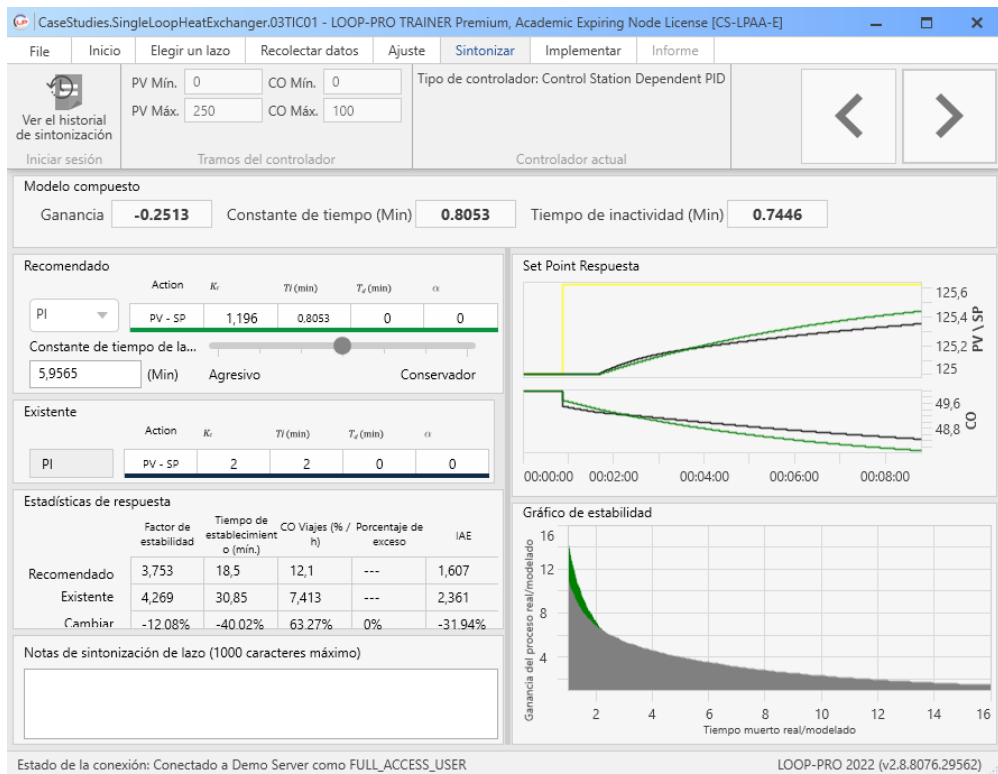 CaseStudies.SingleLoopHeatExchanger.03TIC01 - LOOP-PRO TRAINER Premium, Academic Expiring Node License [CS-LPAA-E]
File Inicio Elegir un lazo Recolectar datos Ajuste Sintonizar Implementar Informe
Ver el historial de sintonización
Iniciar sesión
PV Mín. 0 CO Mín. 0
PV Máx. 250 CO Máx. 100
Tramos del controlador
Tipo de controlador: Control Station Dependent PID
Controlador actual
Modelo compuesto
Ganancia -0.2513 Constante de tiempo (Min) 0.8053 Tiempo de inactividad (Min) 0.7446
Recomendado
Action Kc Ti (min) Td (min) α
PI PV - SP 1,196 0,8053 0 0
Constante de tiempo de la...
5,9565 (Min) Agresivo Conservador
Existente
Action Kc Ti (min) Td (min) α
PI PV - SP 2 2 0 0
Estadísticas de respuesta
Factor de estabilidad Tiempo de establecimiento (mín.) CO Viajes (% / h) Porcentaje de exceso IAE
Recomendado 3,753 18,5 12,1 --- 1,607
Existente 4,269 30,85 7,413 --- 2,361
Cambiar -12.08% -40.02% 63.27% 0% -31.94%
Notas de sintonización de lazo (1000 caracteres máximo)
Set Point Respuesta
125,6
125,4
125,2
125
PV \ SP
49,6
48,8
CO
00:00:00 00:02:00 00:04:00 00:06:00 00:08:00
Gráfico de estabilidad
Ganancia del proceso real/modelado
16
12
8
4
2 4 6 8 10 12 14 16
Tiempo muerto real/modelado
Estado de la conexión: Conectado a Demo Server como FULL_ACCESS_USER LOOP-PRO 2022 (v2.8.8076.29562)